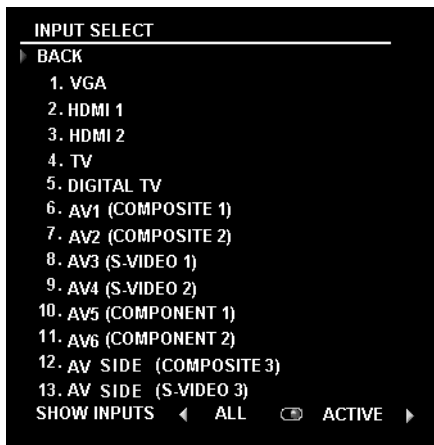 INPUT SELECT
BACK
1. VGA
2. HDMI 1
3. HDMI 2
4. TV
5. DIGITAL TV
6. AV1 (COMPOSITE 1)
7. AV2 (COMPOSITE 2)
8. AV3 (S-VIDEO 1)
9. AV4 (S-VIDEO 2)
10. AV5 (COMPONENT 1)
11. AV6 (COMPONENT 2)
12. AV SIDE (COMPOSITE 3)
13. AV SIDE (S-VIDEO 3)
SHOW INPUTS ALL ACTIVE